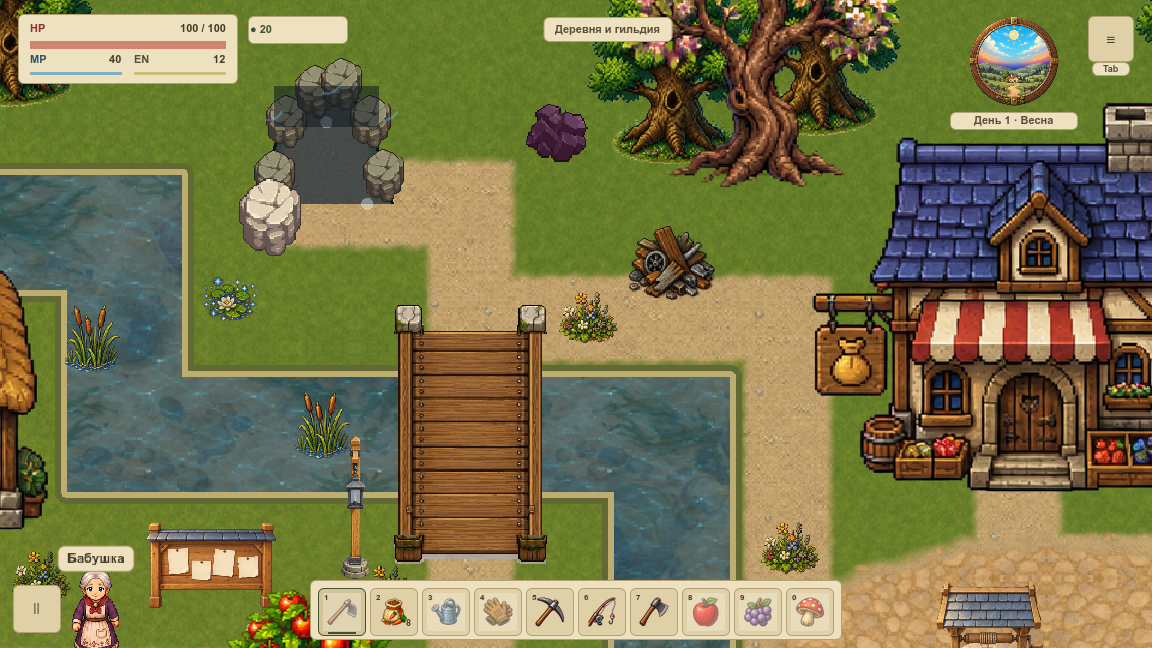 HP 100 / 100
MP 40 EN 12
● 20
Деревня и гильдия
≡
Tab
День 1 · Весна
Бабушка
II
1 2 3 4 5 6 7 8 9 0
8